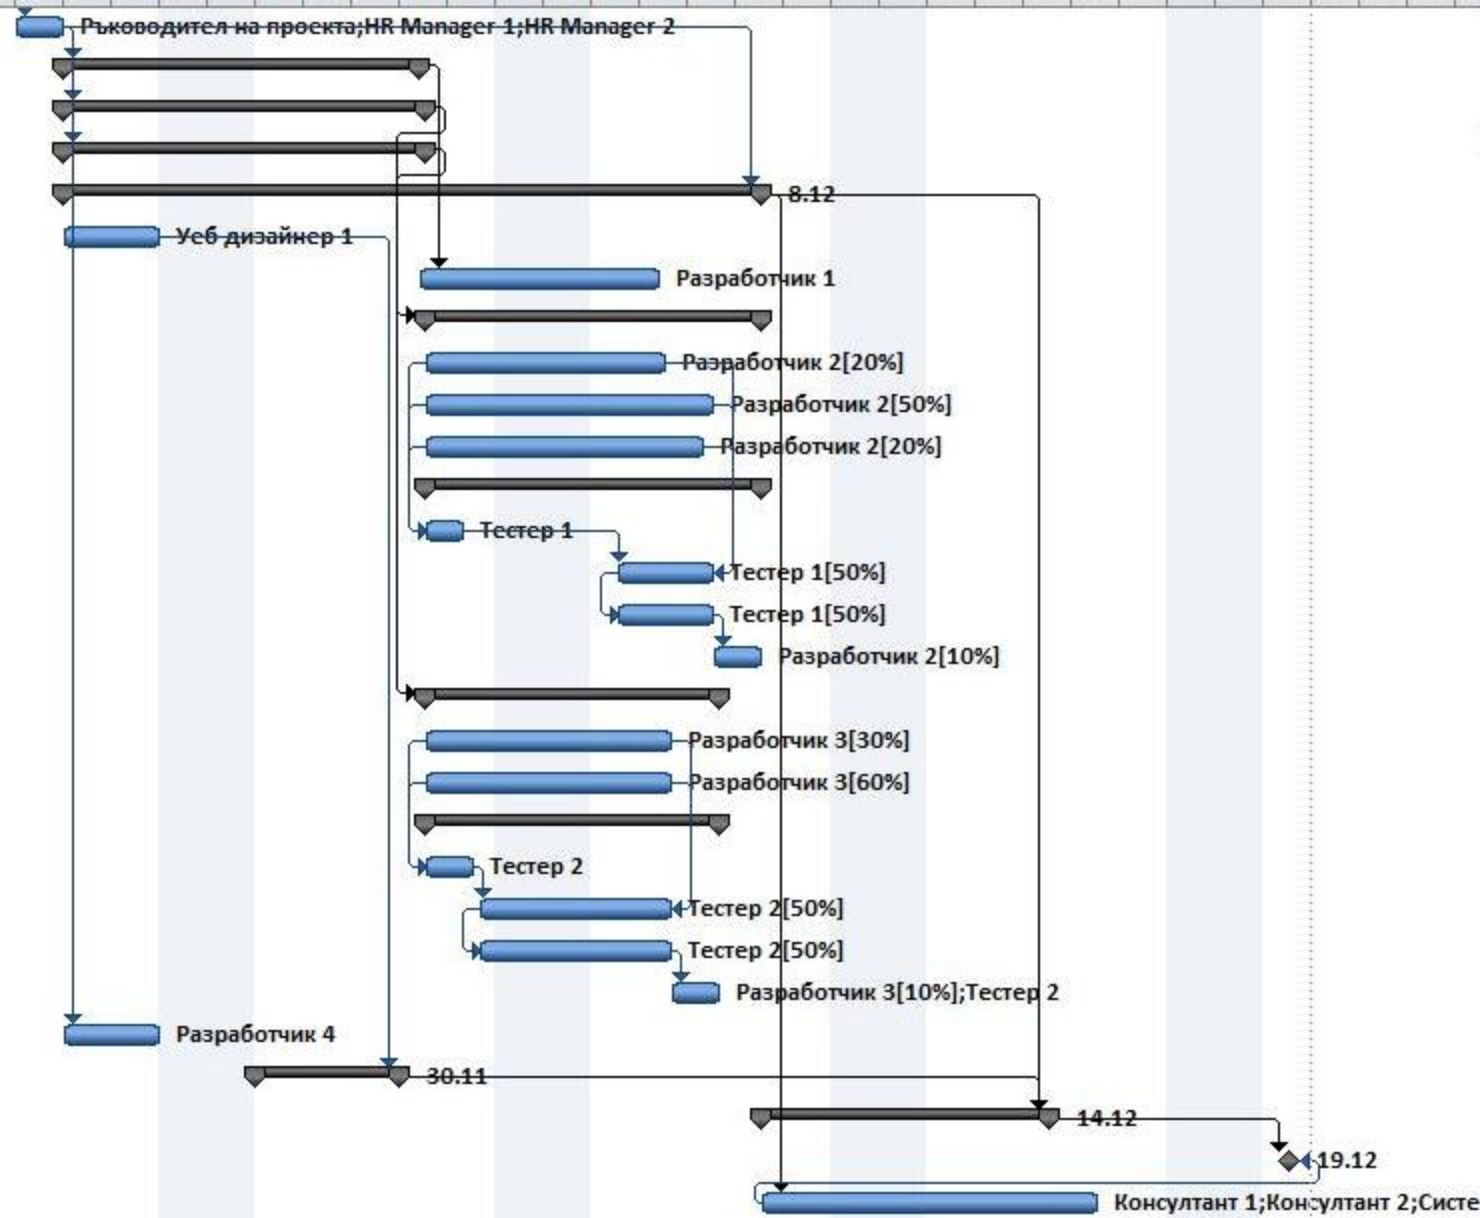 Ръководител на проекта;HR Manager 1;HR Manager 2
8.12
Уеб дизайнер 1
Разработчик 1
Разработчик 2[20%]
Разработчик 2[50%]
Разработчик 2[20%]
Тестер 1
Тестер 1[50%]
Тестер 1[50%]
Разработчик 2[10%]
Разработчик 3[30%]
Разработчик 3[60%]
Тестер 2
Тестер 2[50%]
Тестер 2[50%]
Разработчик 3[10%];Тестер 2
Разработчик 4
30.11
14.12
19.12
Консултант 1;Консултант 2;Систе